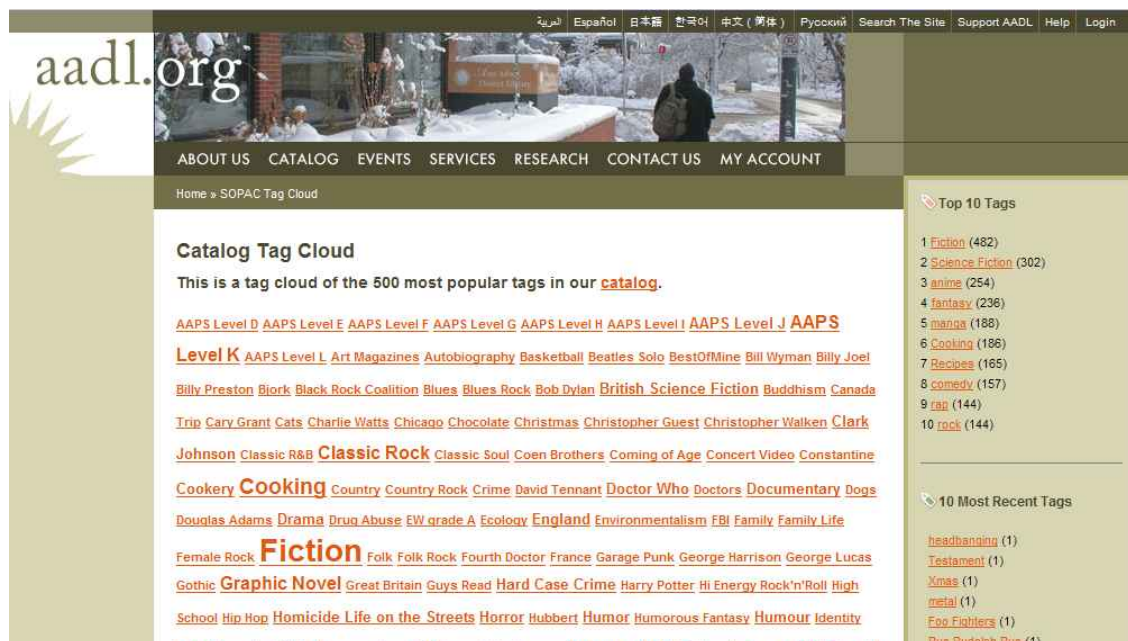 العربية Español 日本語 한국어 中文 (简体) Русский Search The Site Support AADL Help Login
aadl.org
ABOUT US CATALOG EVENTS SERVICES RESEARCH CONTACT US MY ACCOUNT
Home » SOPAC Tag Cloud
Catalog Tag Cloud
This is a tag cloud of the 500 most popular tags in our catalog.
AAPS Level D AAPS Level E AAPS Level F AAPS Level G AAPS Level H AAPS Level I AAPS Level J AAPS
Level K AAPS Level L Art Magazines Autobiography Basketball Beatles Solo BestOfMine Bill Wyman Billy Joel
Billy Preston Bjork Black Rock Coalition Blues Blues Rock Bob Dylan British Science Fiction Buddhism Canada
Trip Cary Grant Cats Charlie Watts Chicago Chocolate Christmas Christopher Guest Christopher Walken Clark
Johnson Classic R&B Classic Rock Classic Soul Coen Brothers Coming of Age Concert Video Constantine
Cookery Cooking Country Country Rock Crime David Tennant Doctor Who Doctors Documentary Dogs
Douglas Adams Drama Drug Abuse EW grade A Ecology England Environmentalism FBI Family Family Life
Female Rock Fiction Folk Folk Rock Fourth Doctor France Garage Punk George Harrison George Lucas
Gothic Graphic Novel Great Britain Guys Read Hard Case Crime Harry Potter Hi Energy Rock'n'Roll High
School Hip Hop Homicide Life on the Streets Horror Hubbert Humor Humorous Fantasy Humour Identity
Top 10 Tags
1 Fiction (482)
2 Science Fiction (302)
3 anime (254)
4 fantasy (236)
5 manga (188)
6 Cooking (186)
7 Recipes (165)
8 comedy (157)
9 rap (144)
10 rock (144)
10 Most Recent Tags
headbanging (1)
Testament (1)
Xmas (1)
metal (1)
Foo Fighters (1)